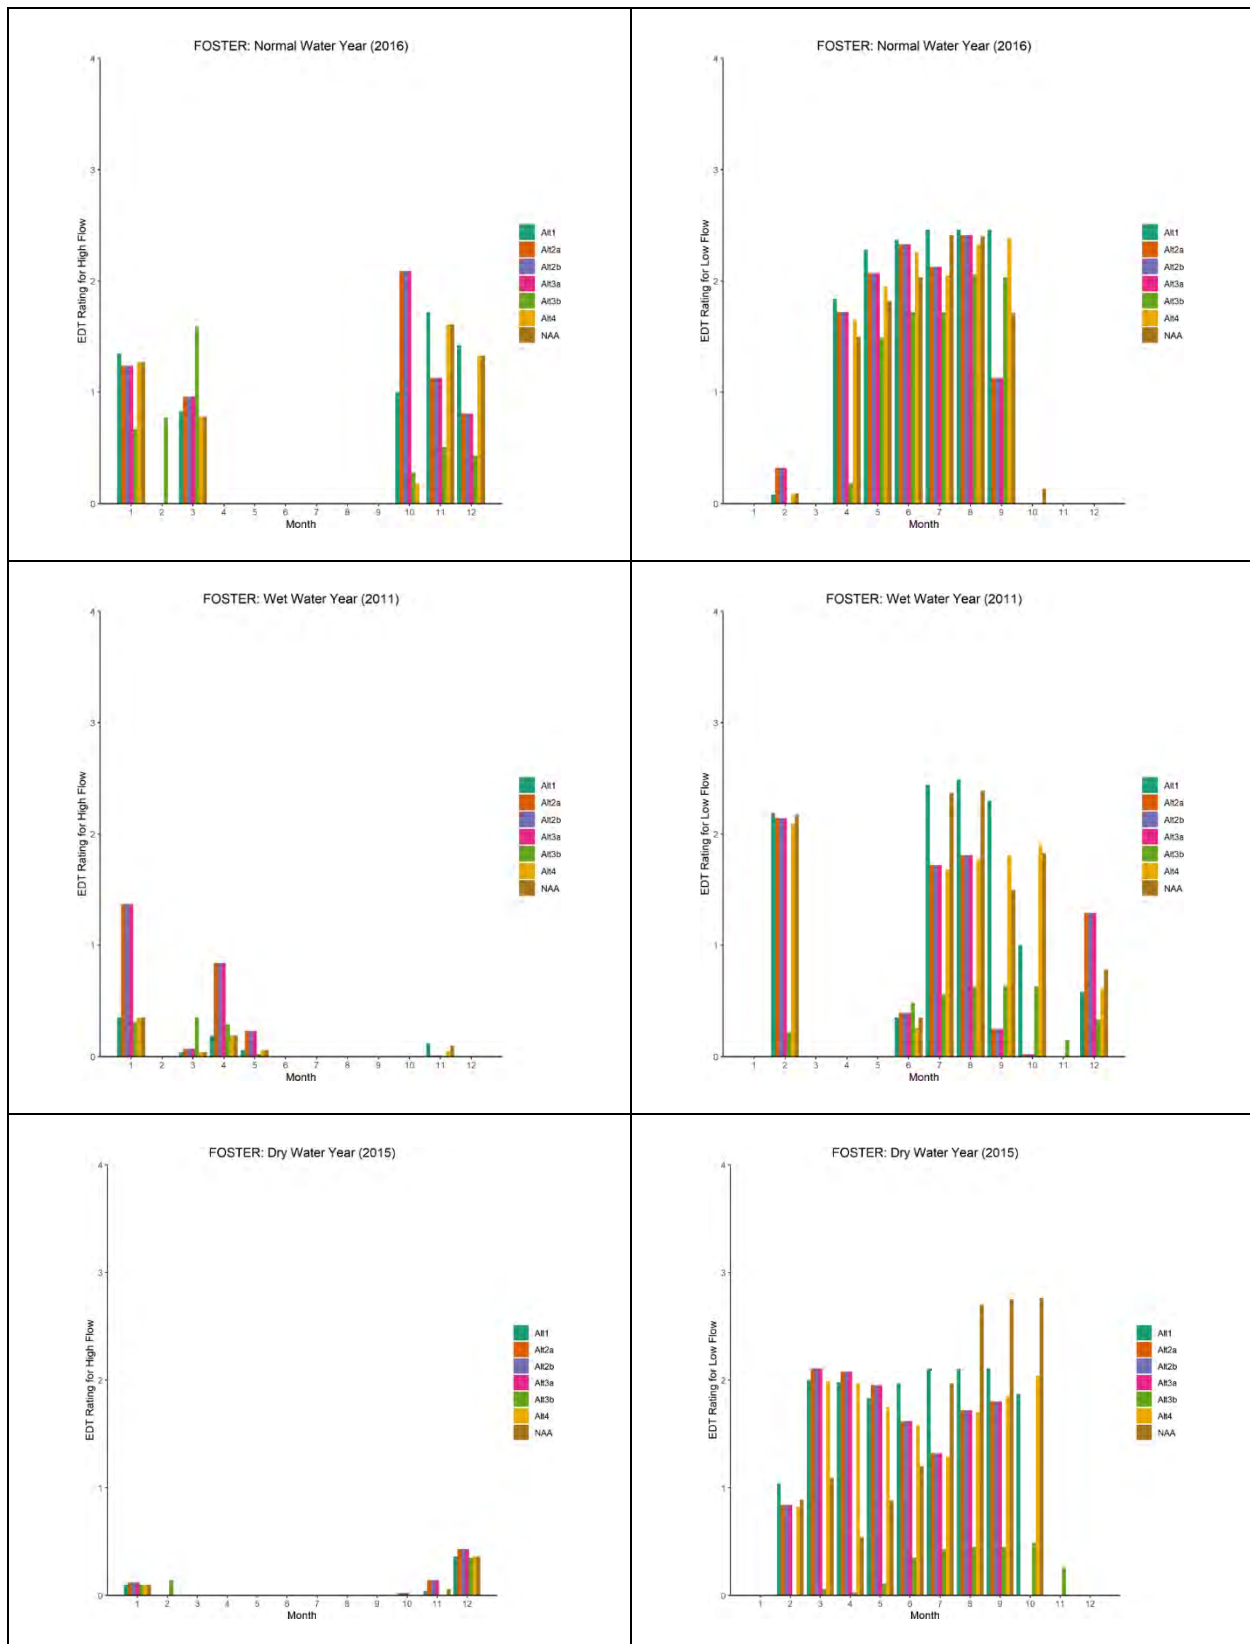 FOSTER: Normal Water Year (2016)
EDT Rating for High Flow
4
3
2
1
0
1 2 3 4 5 6 7 8 9 10 11 12
Month
Alt1
Alt2a
Alt2b
Alt3a
Alt3b
Alt4
NAA
FOSTER: Normal Water Year (2016)
EDT Rating for Low Flow
4
3
2
1
0
1 2 3 4 5 6 7 8 9 10 11 12
Month
Alt1
Alt2a
Alt2b
Alt3a
Alt3b
Alt4
NAA
FOSTER: Wet Water Year (2011)
EDT Rating for High Flow
4
3
2
1
0
1 2 3 4 5 6 7 8 9 10 11 12
Month
Alt1
Alt2a
Alt2b
Alt3a
Alt3b
Alt4
NAA
FOSTER: Wet Water Year (2011)
EDT Rating for Low Flow
4
3
2
1
0
1 2 3 4 5 6 7 8 9 10 11 12
Month
Alt1
Alt2a
Alt2b
Alt3a
Alt3b
Alt4
NAA
FOSTER: Dry Water Year (2015)
EDT Rating for High Flow
4
3
2
1
0
1 2 3 4 5 6 7 8 9 10 11 12
Month
Alt1
Alt2a
Alt2b
Alt3a
Alt3b
Alt4
NAA
FOSTER: Dry Water Year (2015)
EDT Rating for Low Flow
4
3
2
1
0
1 2 3 4 5 6 7 8 9 10 11 12
Month
Alt1
Alt2a
Alt2b
Alt3a
Alt3b
Alt4
NAA